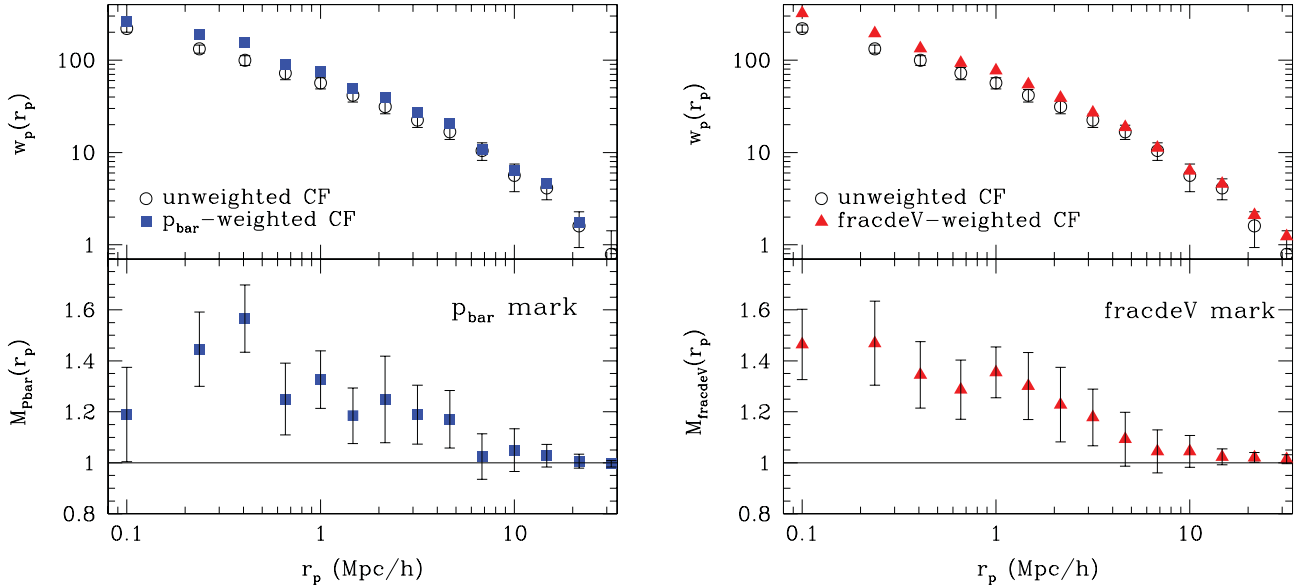 100
10
1
w_p(r_p)
unweighted CF
p_bar-weighted CF
1.6
1.4
1.2
1
0.8
M_Pbar(r_p)
p_bar mark
0.1
1
10
r_p (Mpc/h)
100
10
1
w_p(r_p)
unweighted CF
fracdeV-weighted CF
1.6
1.4
1.2
1
0.8
M_fracdeV(r_p)
fracdeV mark
0.1
1
10
r_p (Mpc/h)